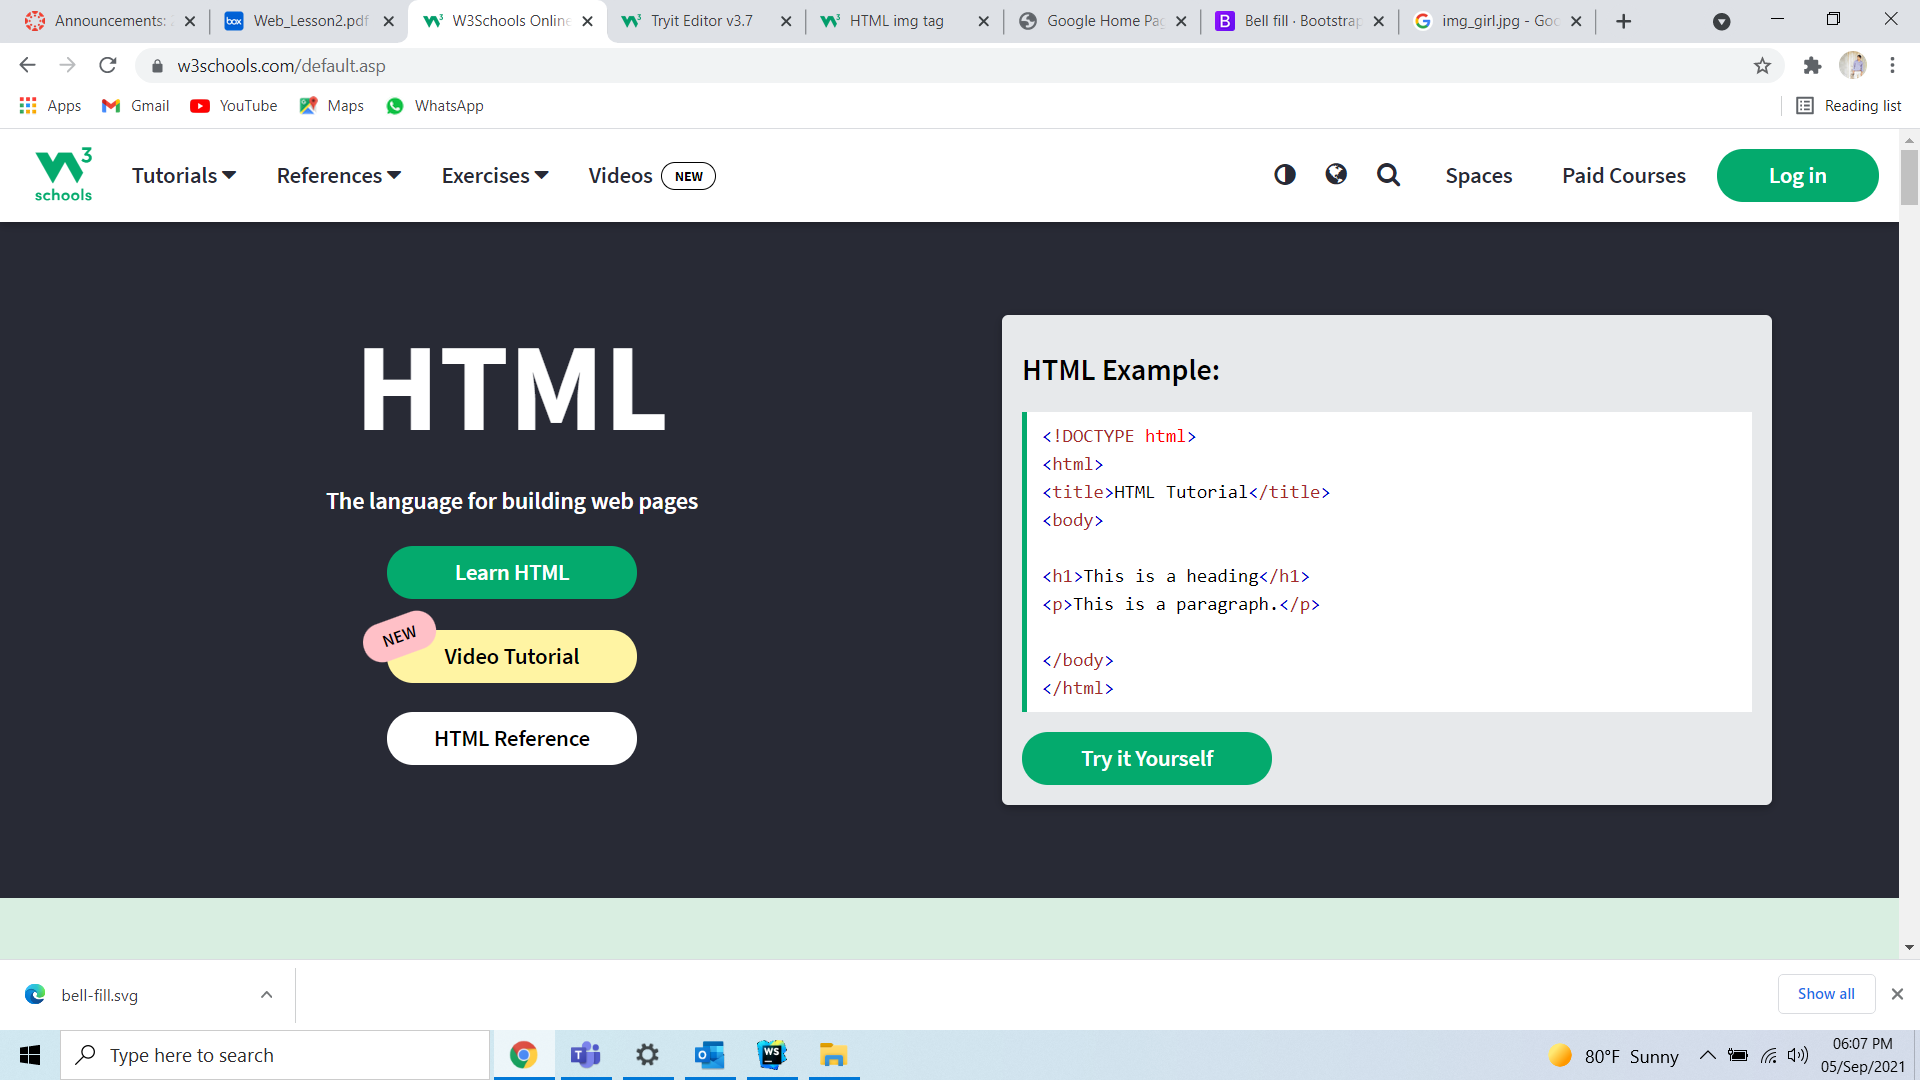 Announcements: 2
Web_Lesson2.pdf
W3Schools Online
Tryit Editor v3.7
HTML img tag
Google Home Pag
Bell fill · Bootstrap
img_girl.jpg - Goo
w3schools.com/default.asp
Apps
Gmail
YouTube
Maps
WhatsApp
Reading list
3
schools
Tutorials
References
Exercises
Videos NEW
Spaces
Paid Courses
Log in
HTML
The language for building web pages
Learn HTML
NEW
Video Tutorial
HTML Reference
HTML Example:
<!DOCTYPE html>
<html>
<title>HTML Tutorial</title>
<body>
<h1>This is a heading</h1>
<p>This is a paragraph.</p>
</body>
</html>
Try it Yourself
bell-fill.svg
Show all
Type here to search
80°F Sunny
06:07 PM
05/Sep/2021